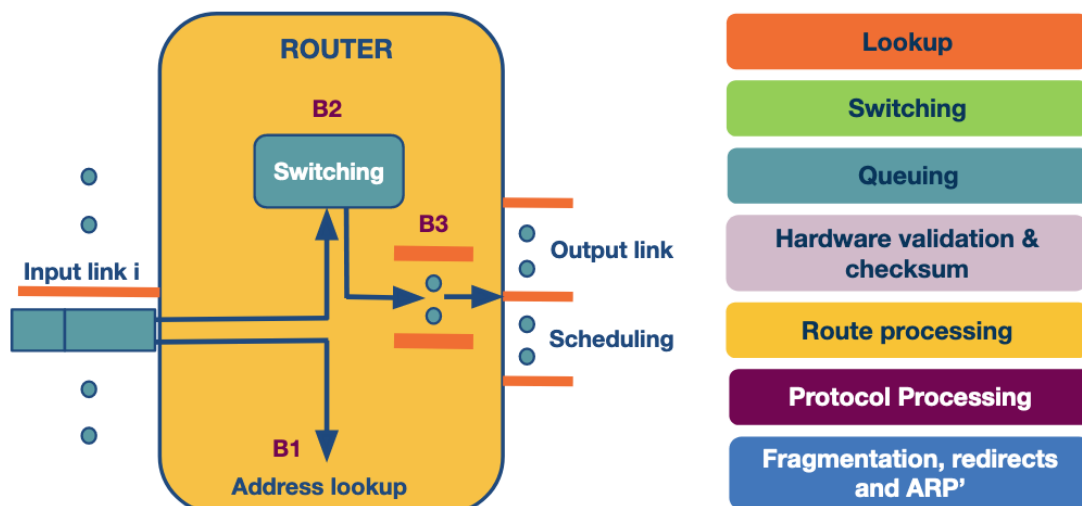 ROUTER
B2
Switching
B3
Input link i
Output link
Scheduling
B1
Address lookup
Lookup
Switching
Queuing
Hardware validation &
checksum
Route processing
Protocol Processing
Fragmentation, redirects
and ARP’